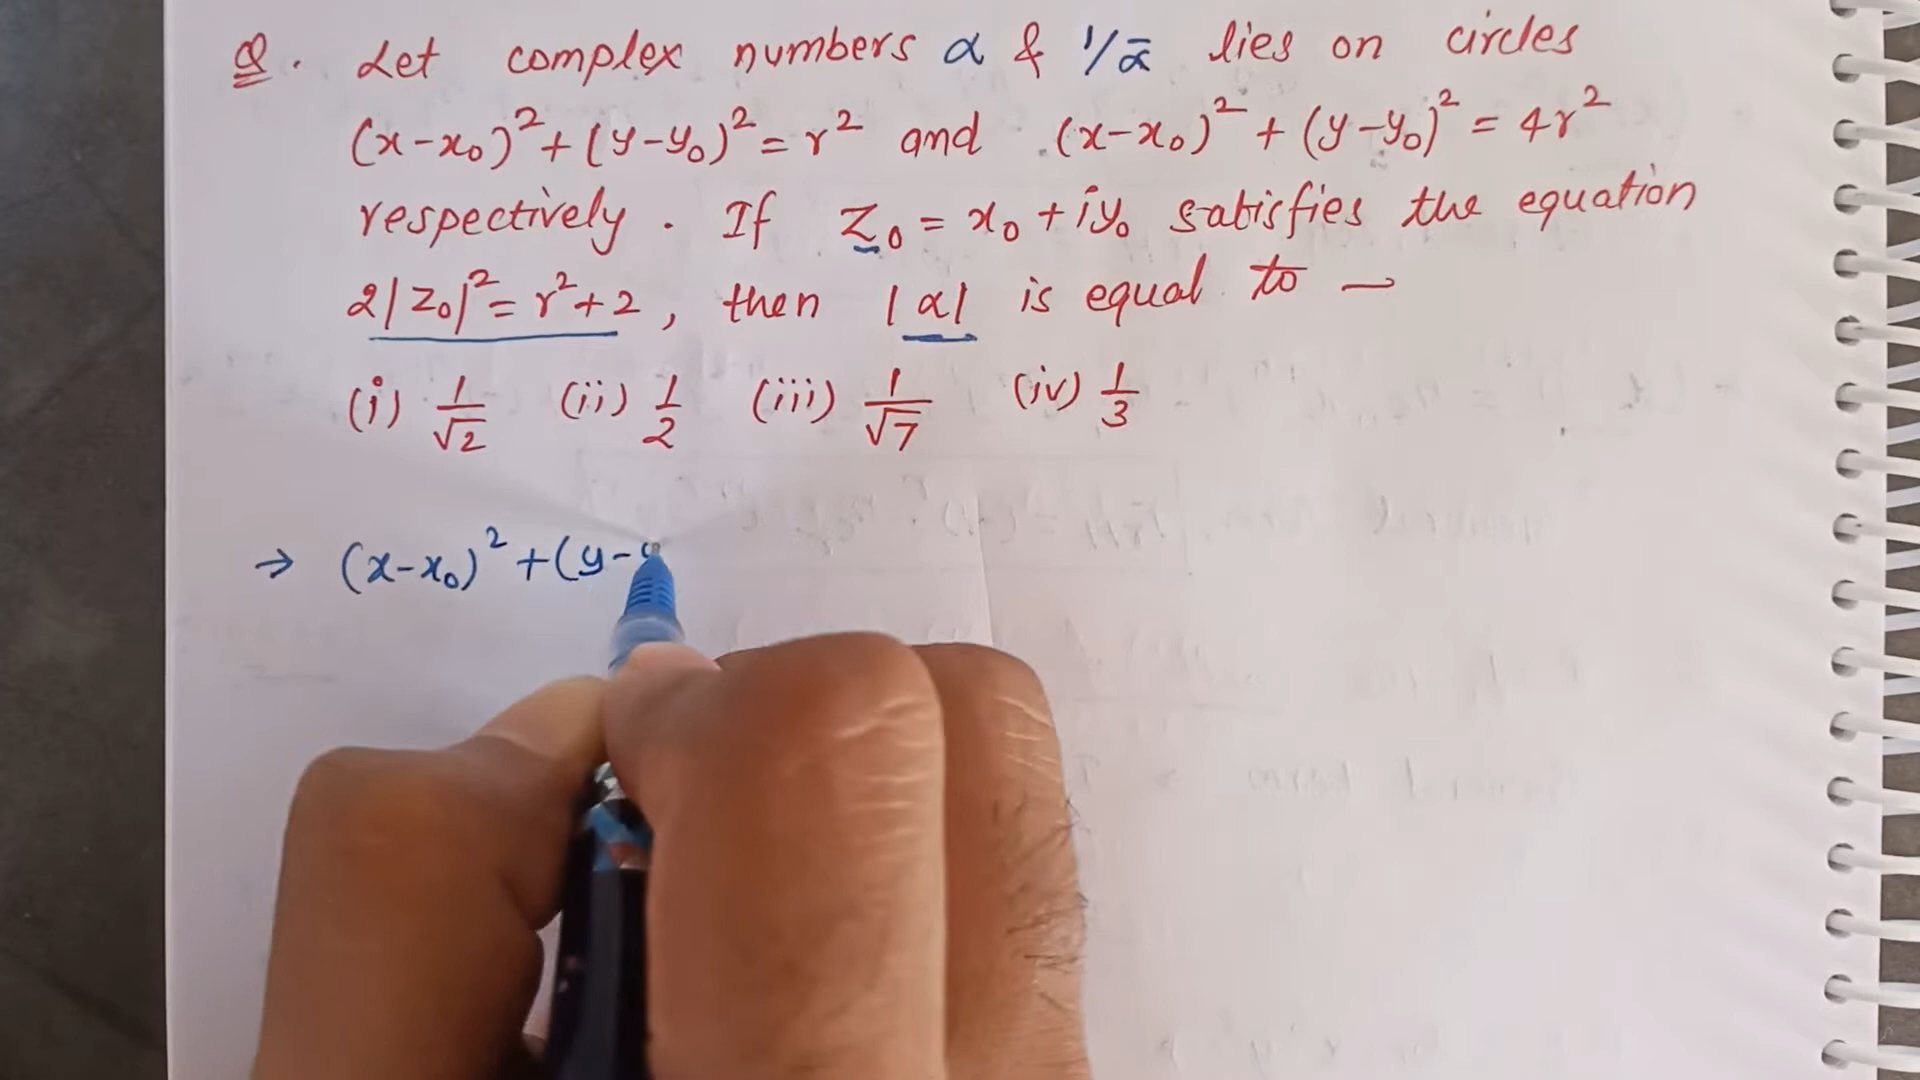 Q. Let complex numbers α & 1/ᾱ lies on circles
(x-x₀)²+(y-y₀)²=r² and (x-x₀)²+(y-y₀)²=4r²
respectively. If z₀=x₀+iy₀ satisfies the equation
2|z₀|²=r²+2, then |α| is equal to —
(i) 1/√2 (ii) 1/2 (iii) 1/√7 (iv) 1/3
→ (x-x₀)²+(y-